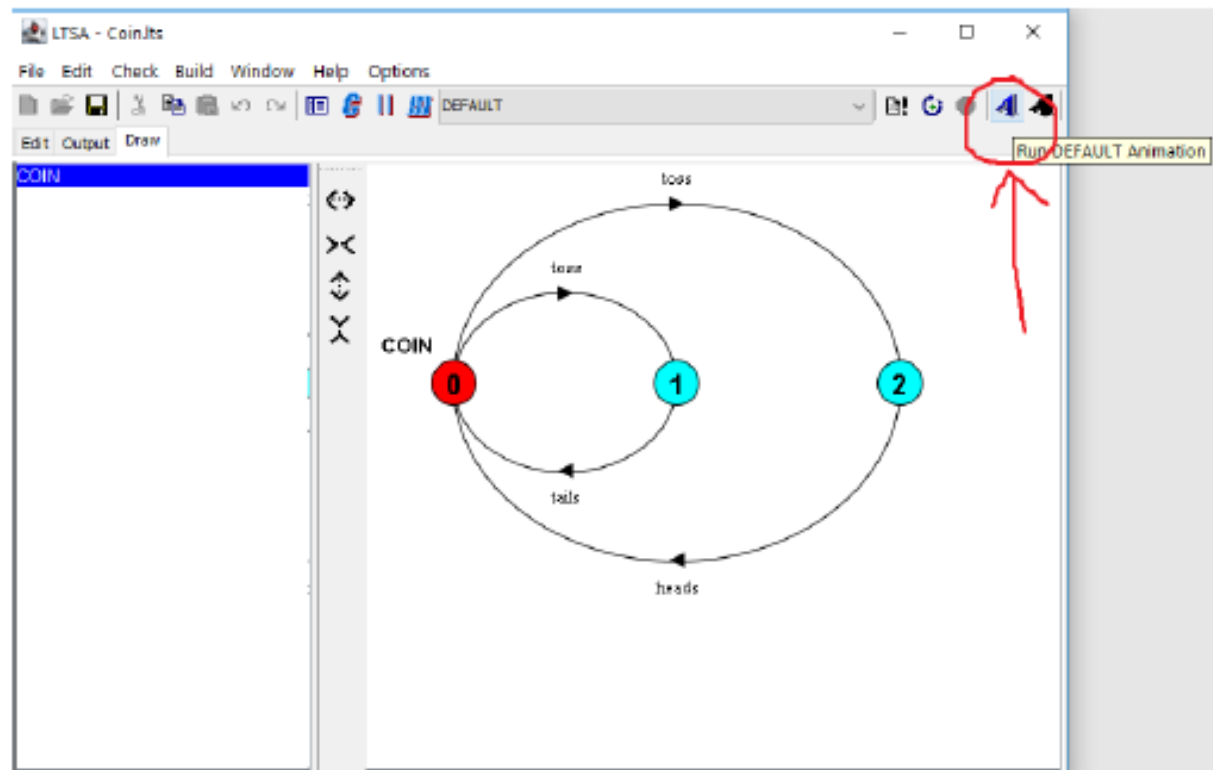 LTSA - Coin.lts
File Edit Check Build Window Help Options
DEFAULT
Edit Output Draw
Run DEFAULT Animation
COIN
toss
toss
COIN
0 1 2
tails
heads